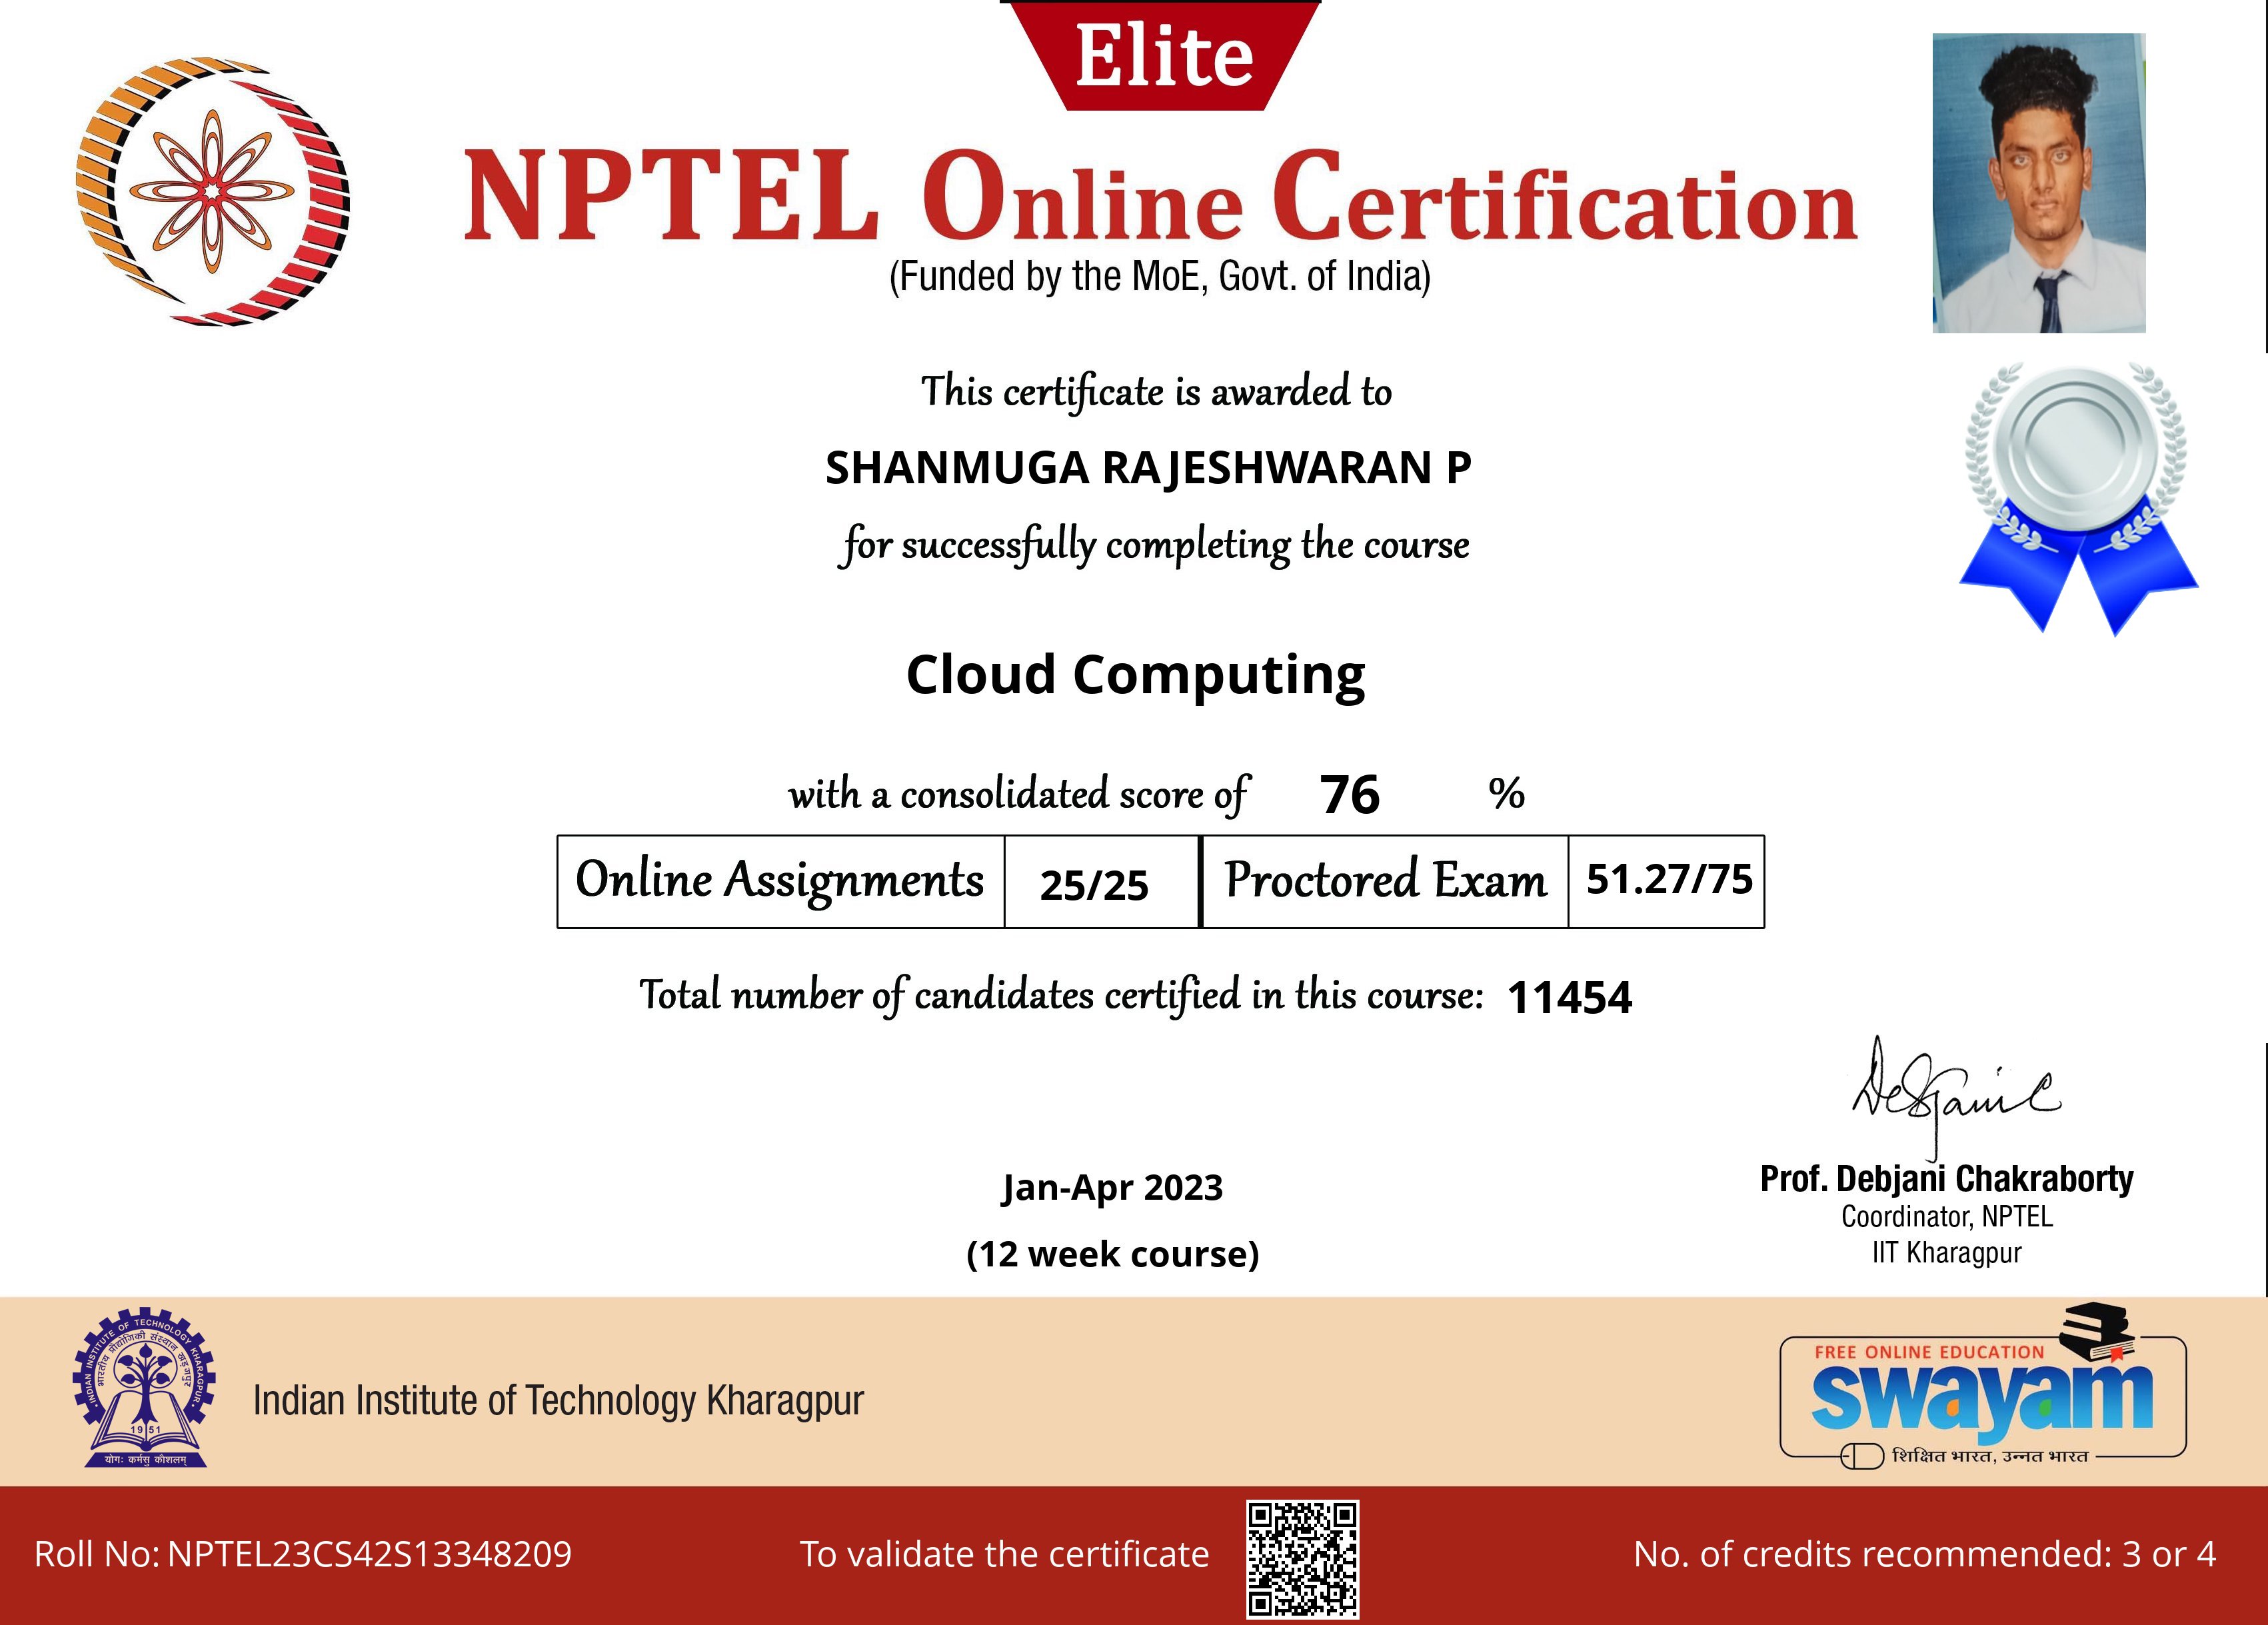 Elite
NPTEL Online Certification
(Funded by the MoE, Govt. of India)
This certificate is awarded to
SHANMUGA RAJESHWARAN P
for successfully completing the course
Cloud Computing
with a consolidated score of 76 %
Online Assignments 25/25 Proctored Exam 51.27/75
Total number of candidates certified in this course: 11454
Debjani C
Prof. Debjani Chakraborty
Coordinator, NPTEL
IIT Kharagpur
Jan-Apr 2023
(12 week course)
INDIAN INSTITUTE OF TECHNOLOGY KHARAGPUR
भारतीय प्रौद्योगिकी संस्थान खड़गपुर
1951
योगः कर्मसु कौशलम्
Indian Institute of Technology Kharagpur
FREE ONLINE EDUCATION
swayam
शिक्षित भारत, उन्नत भारत
Roll No: NPTEL23CS42S13348209
To validate the certificate
No. of credits recommended: 3 or 4